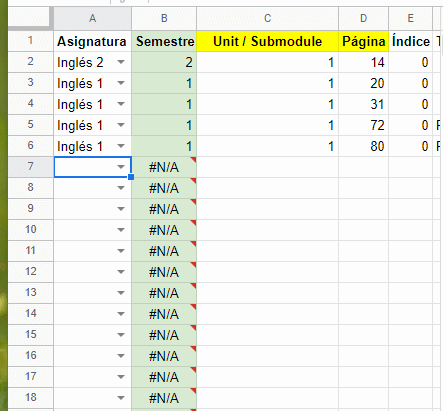 A B C D E
1 Asignatura Semestre Unit / Submodule Página Índice T
2 Inglés 2 2 1 14 0
3 Inglés 1 1 1 20 0
4 Inglés 1 1 1 31 0
5 Inglés 1 1 1 72 0
6 Inglés 1 1 1 80 0
7 #N/A
8 #N/A
9 #N/A
10 #N/A
11 #N/A
12 #N/A
13 #N/A
14 #N/A
15 #N/A
16 #N/A
17 #N/A
18 #N/A